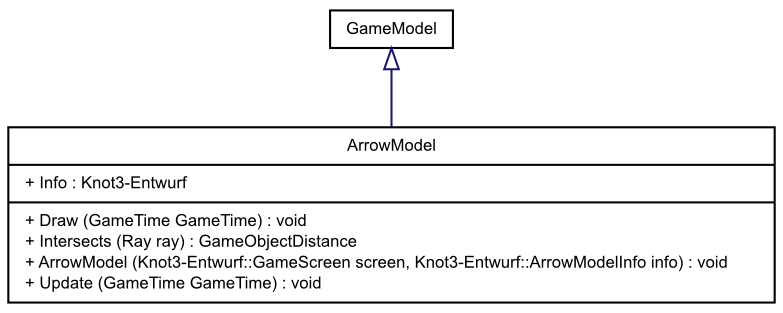 GameModel
ArrowModel
+ Info : Knot3-Entwurf
+ Draw (GameTime GameTime) : void
+ Intersects (Ray ray) : GameObjectDistance
+ ArrowModel (Knot3-Entwurf::GameScreen screen, Knot3-Entwurf::ArrowModelInfo info) : void
+ Update (GameTime GameTime) : void